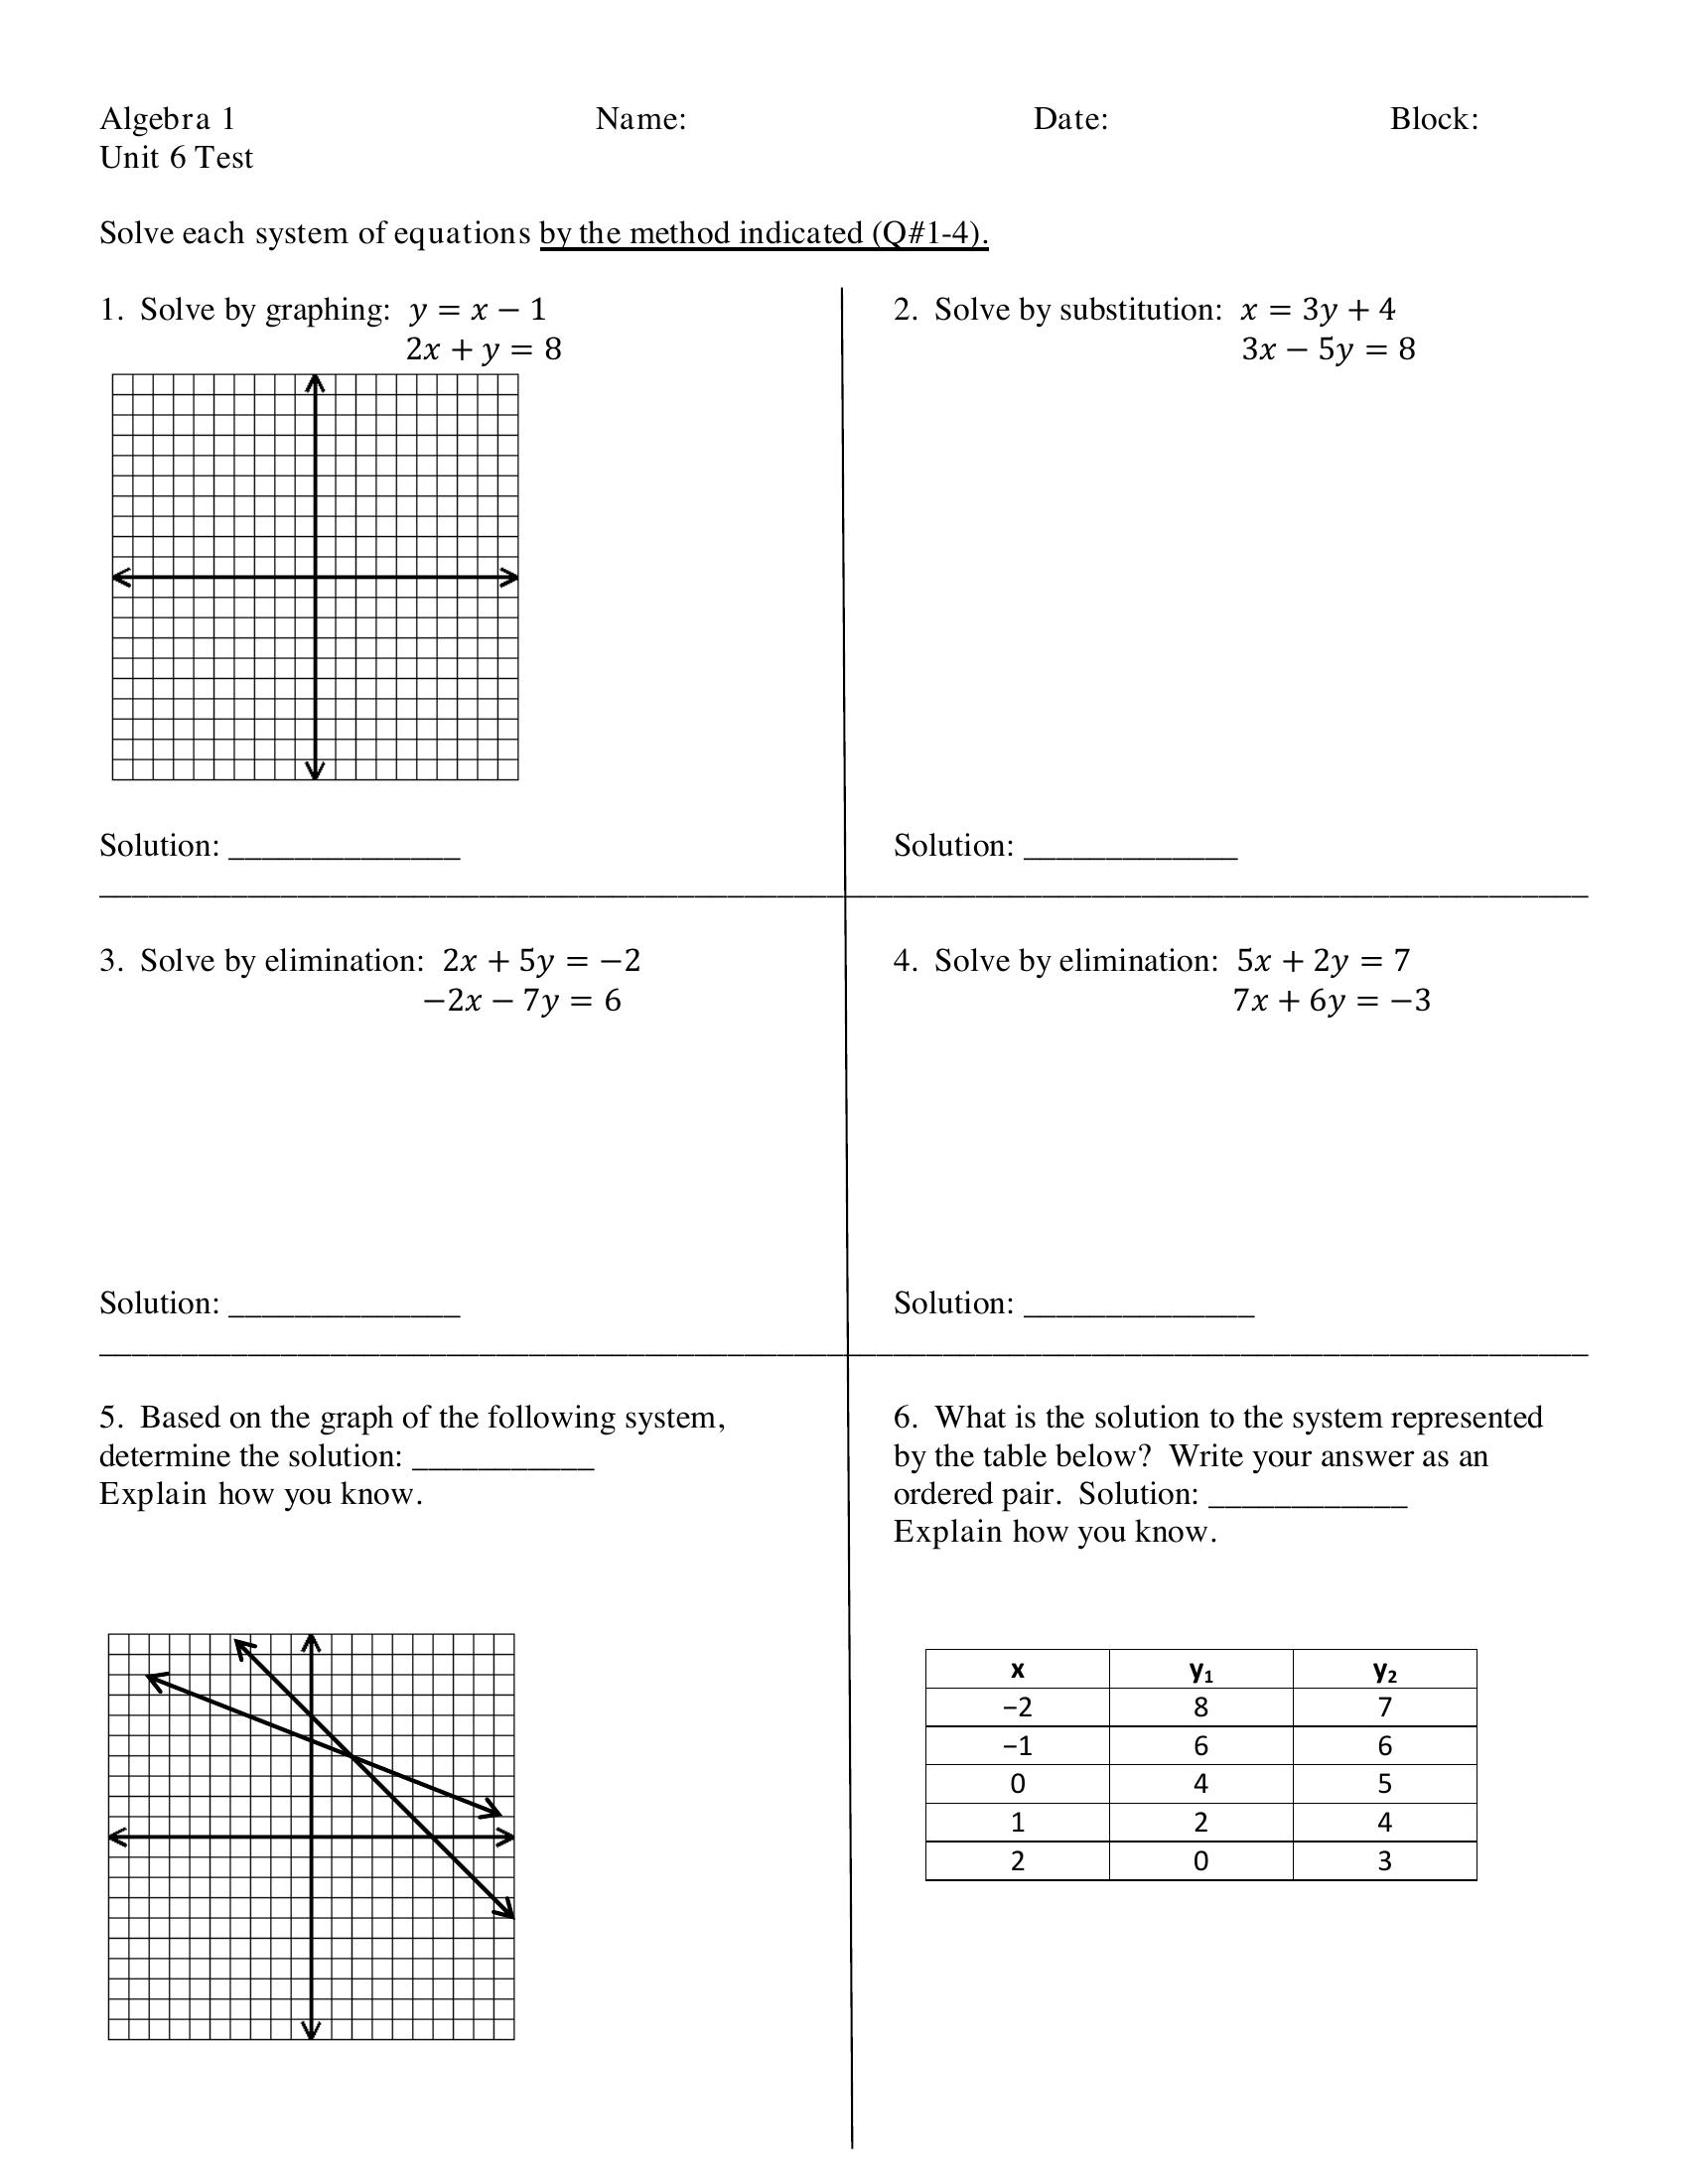 Algebra 1 Name: Date: Block:
Unit 6 Test
Solve each system of equations by the method indicated (Q#1-4).
1. Solve by graphing: y = x − 1
2x + y = 8
Solution: ______________
2. Solve by substitution: x = 3y + 4
3x − 5y = 8
Solution: _____________
3. Solve by elimination: 2x + 5y = −2
−2x − 7y = 6
Solution: ______________
4. Solve by elimination: 5x + 2y = 7
7x + 6y = −3
Solution: ______________
5. Based on the graph of the following system,
determine the solution: ___________
Explain how you know.
6. What is the solution to the system represented
by the table below? Write your answer as an
ordered pair. Solution: ____________
Explain how you know.
x y₁ y₂
−2 8 7
−1 6 6
0 4 5
1 2 4
2 0 3